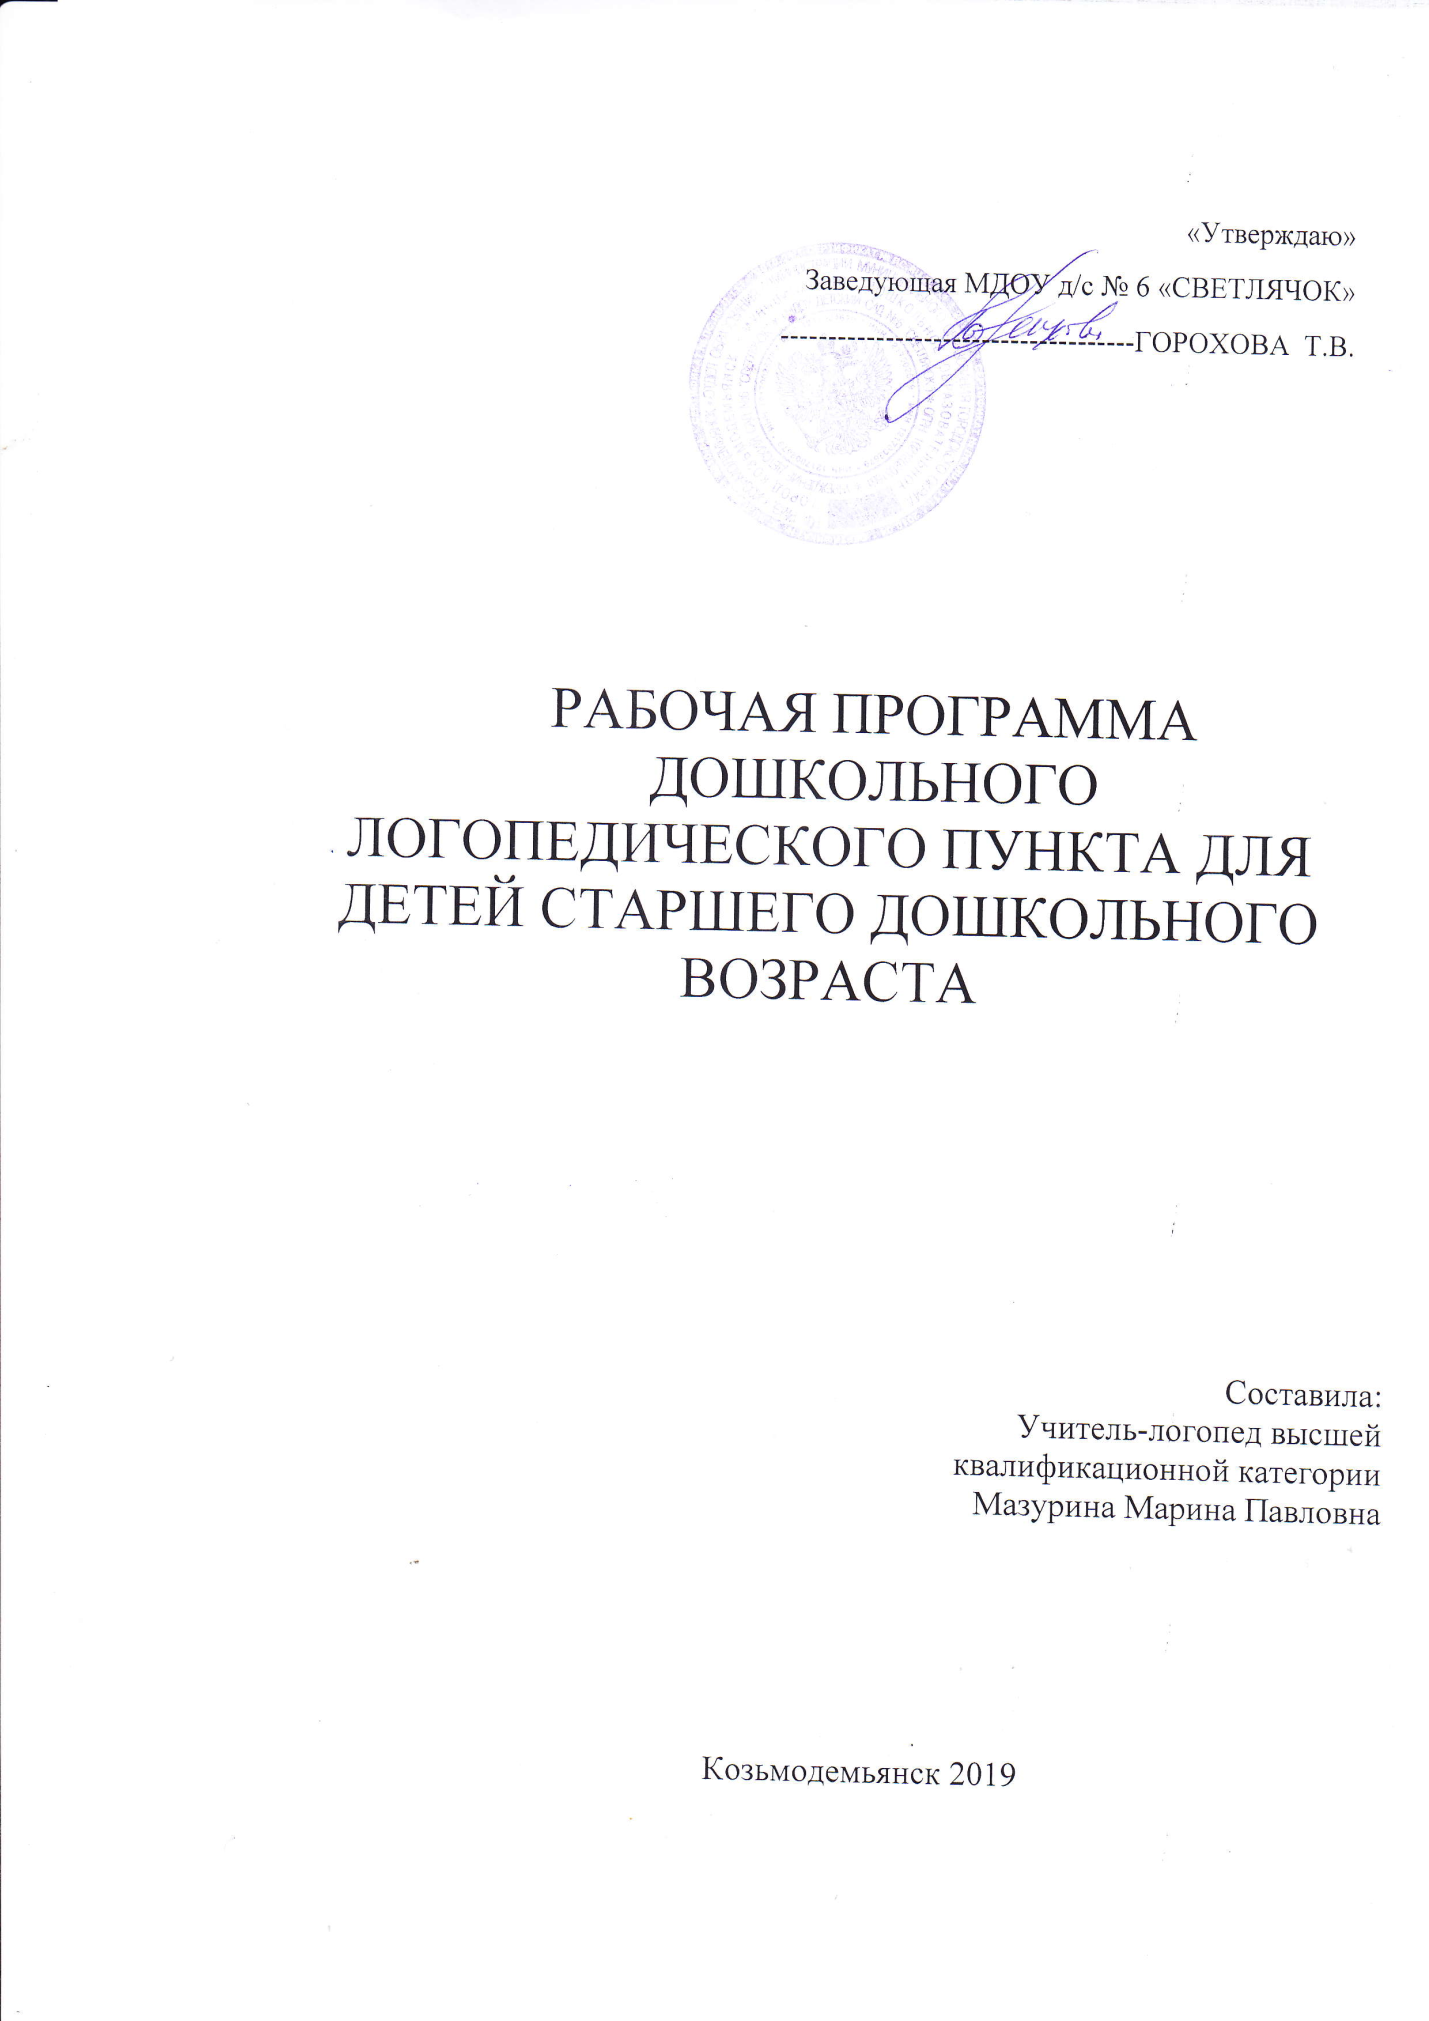 «Утверждаю»
Заведующая МДОУ д/с № 6 «СВЕТЛЯЧОК»
-------------------------------------ГОРОХОВА Т.В.
РАБОЧАЯ ПРОГРАММА
ДОШКОЛЬНОГО
ЛОГОПЕДИЧЕСКОГО ПУНКТА ДЛЯ
ДЕТЕЙ СТАРШЕГО ДОШКОЛЬНОГО
ВОЗРАСТА
Составила:
Учитель-логопед высшей
квалификационной категории
Мазурина Марина Павловна
Козьмодемьянск 2019